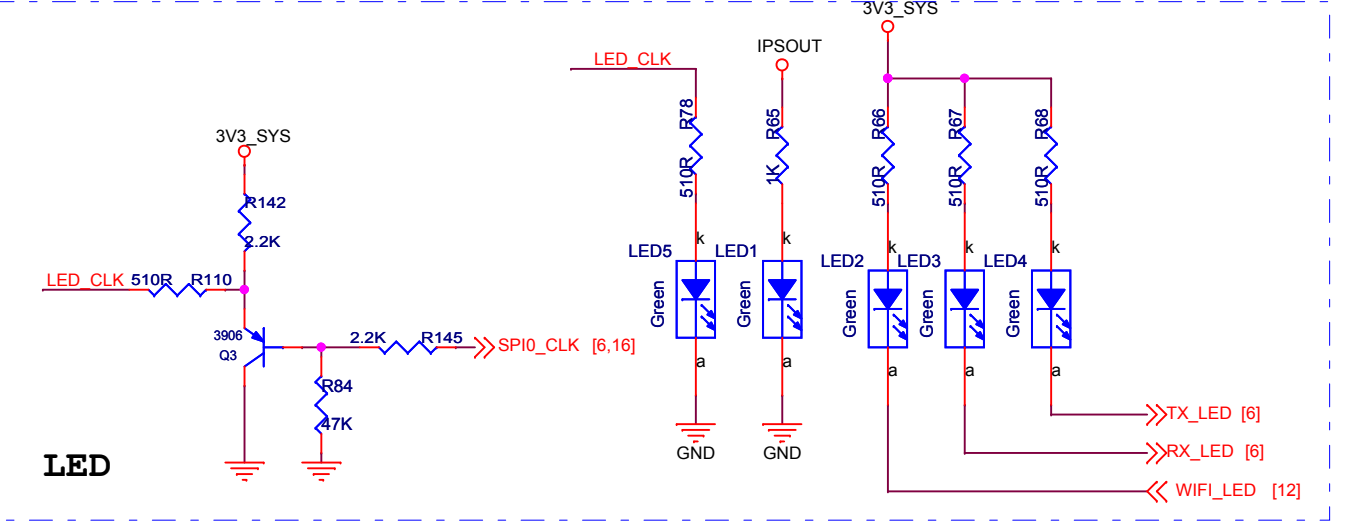 3V3_SYS
LED_CLK
IPSOUT
R78
R65
R66
R67
R68
510R
1K
510R
510R
510R
3V3_SYS
R142
2.2K
k
k
k
k
k
LED5
LED1
LED2
LED3
LED4
LED_CLK
510R
R110
Green
Green
Green
Green
Green
3906
Q3
2.2K
R145
SPI0_CLK [6,16]
a
a
a
a
a
R84
47K
TX_LED [6]
RX_LED [6]
WIFI_LED [12]
GND
GND
LED